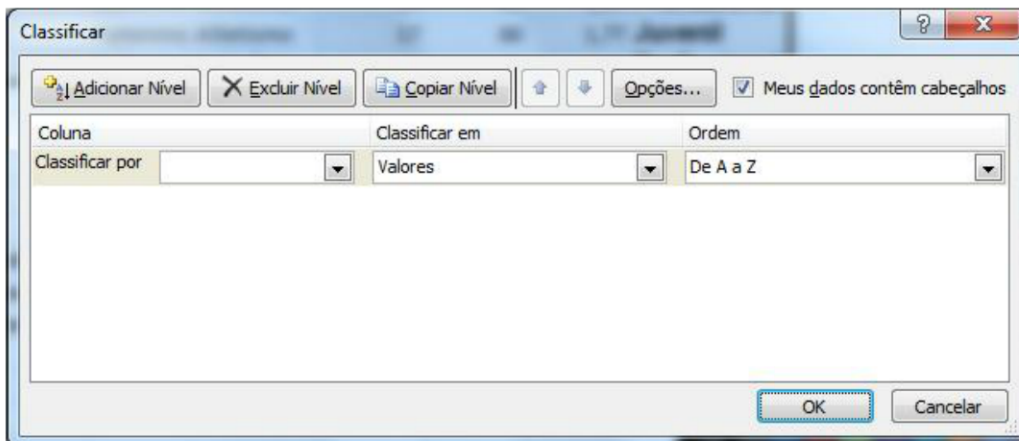 Classificar
Adicionar Nível Excluir Nível Copiar Nível Opções... Meus dados contêm cabeçalhos
Coluna Classificar em Ordem
Classificar por Valores De A a Z
OK Cancelar